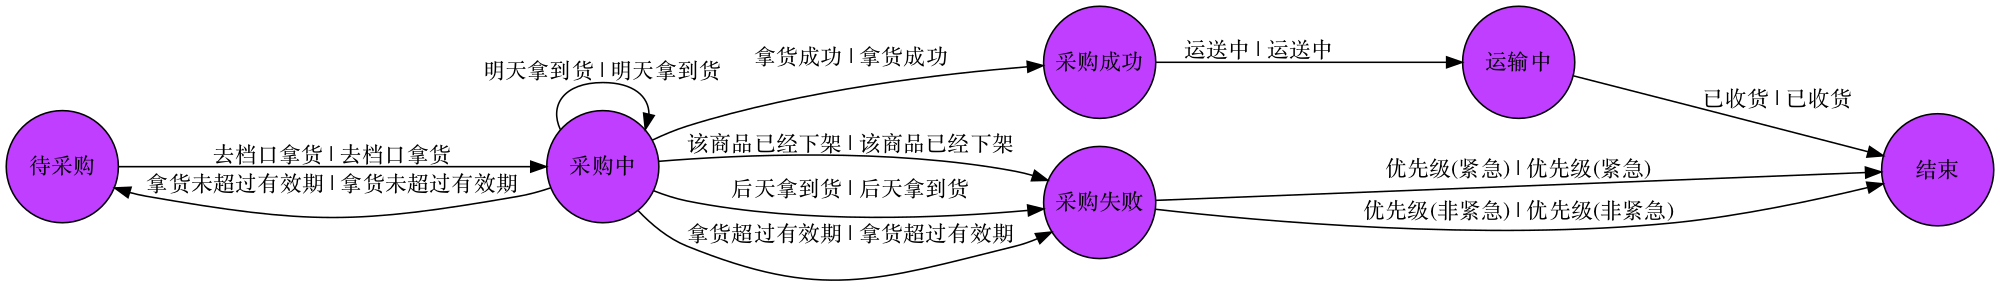 待采购
去档口拿货 | 去档口拿货
拿货未超过有效期 | 拿货未超过有效期
明天拿到货 | 明天拿到货
采购中
拿货成功 | 拿货成功
该商品已经下架 | 该商品已经下架
后天拿到货 | 后天拿到货
拿货超过有效期 | 拿货超过有效期
采购成功
采购失败
运送中 | 运送中
优先级(紧急) | 优先级(紧急)
优先级(非紧急) | 优先级(非紧急)
运输中
已收货 | 已收货
结束